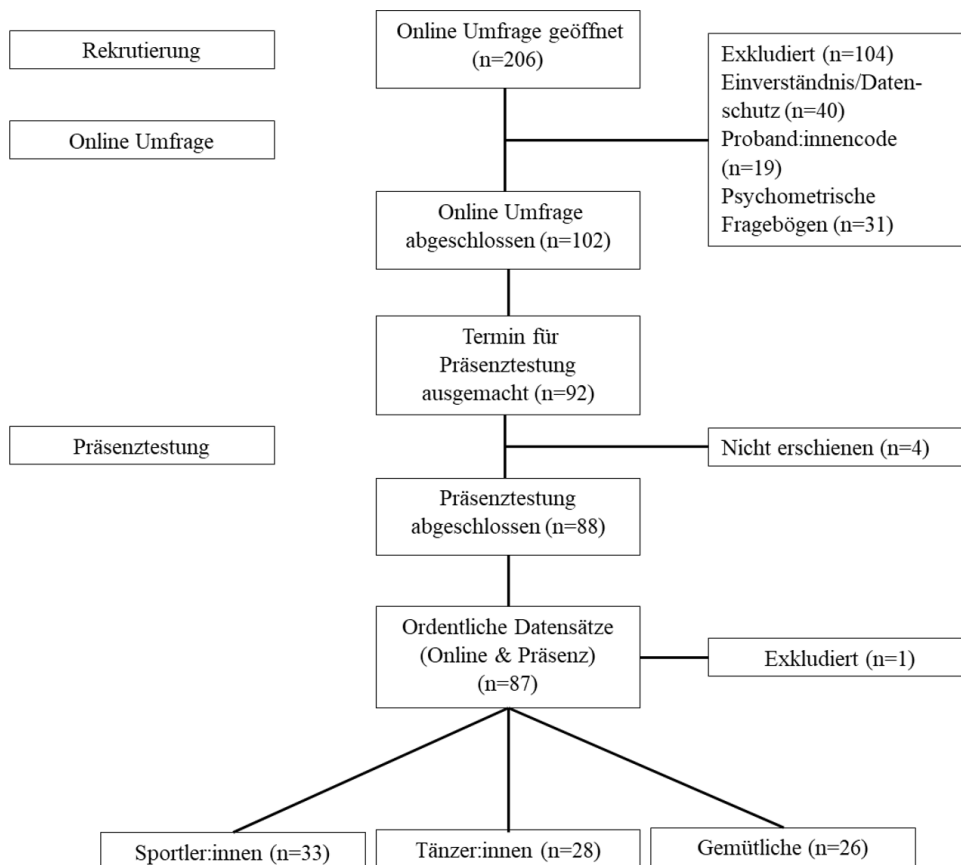 Rekrutierung
Online Umfrage geöffnet
(n=206)
Exkludiert (n=104)
Einverständnis/Daten-
schutz (n=40)
Proband:innencode
(n=19)
Psychometrische
Fragebögen (n=31)
Online Umfrage
Online Umfrage
abgeschlossen (n=102)
Termin für
Präsenztestung
ausgemacht (n=92)
Präsenztestung
Nicht erschienen (n=4)
Präsenztestung
abgeschlossen (n=88)
Ordentliche Datensätze
(Online & Präsenz)
(n=87)
Exkludiert (n=1)
Sportler:innen (n=33)
Tänzer:innen (n=28)
Gemütliche (n=26)